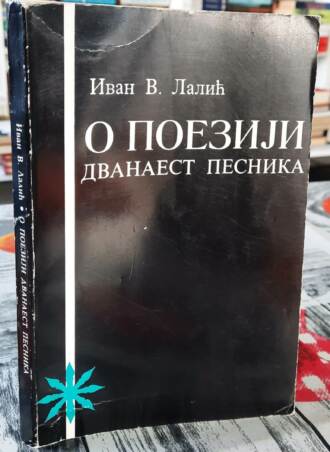 Иван В. Лалић
О ПОЕЗИЈИ
ДВАНАЕСТ ПЕСНИКА
Иван В. Лалић • О ПОЕЗИЈИ ДВАНАЕСТ ПЕСНИКА